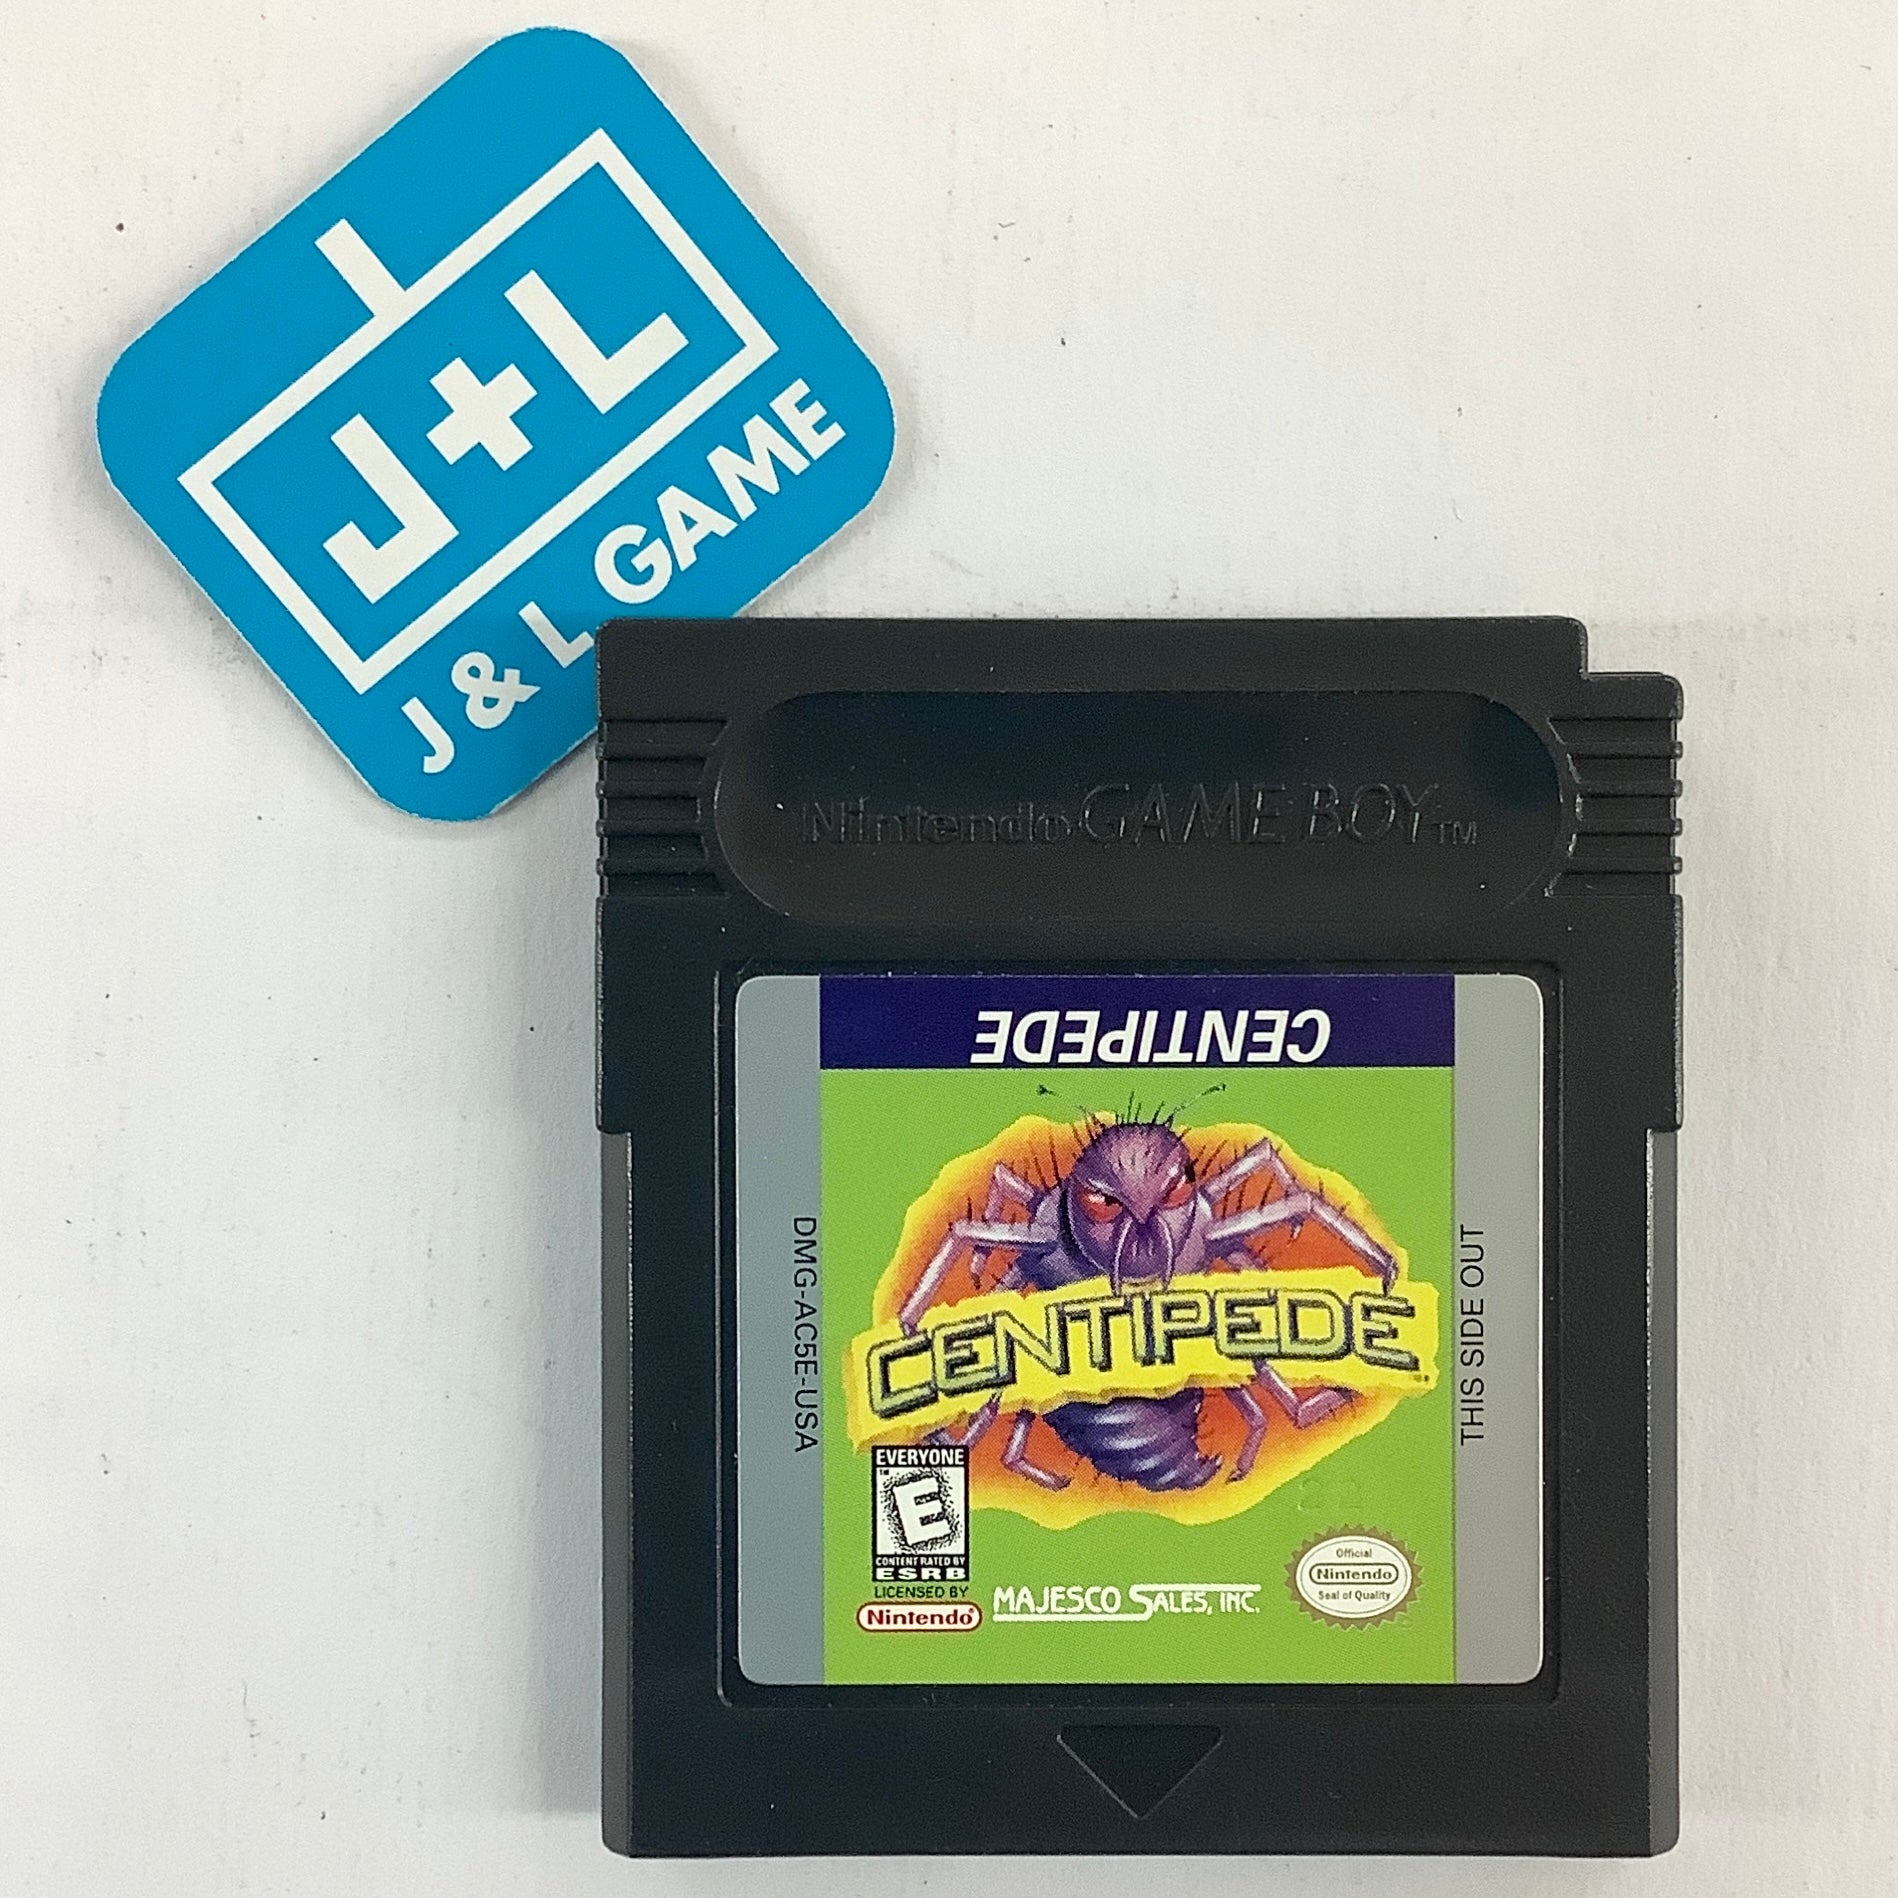 J+L
J & L GAME
Nintendo GAME BOY TM
CENTIPEDE
DMG-AC5E-USA
THIS SIDE OUT
CENTIPEDE
EVERYONE
E
CONTENT RATED BY
ESRB
LICENSED BY
Nintendo®
MAJESCO SALES, INC.
Official
Nintendo
Seal of Quality